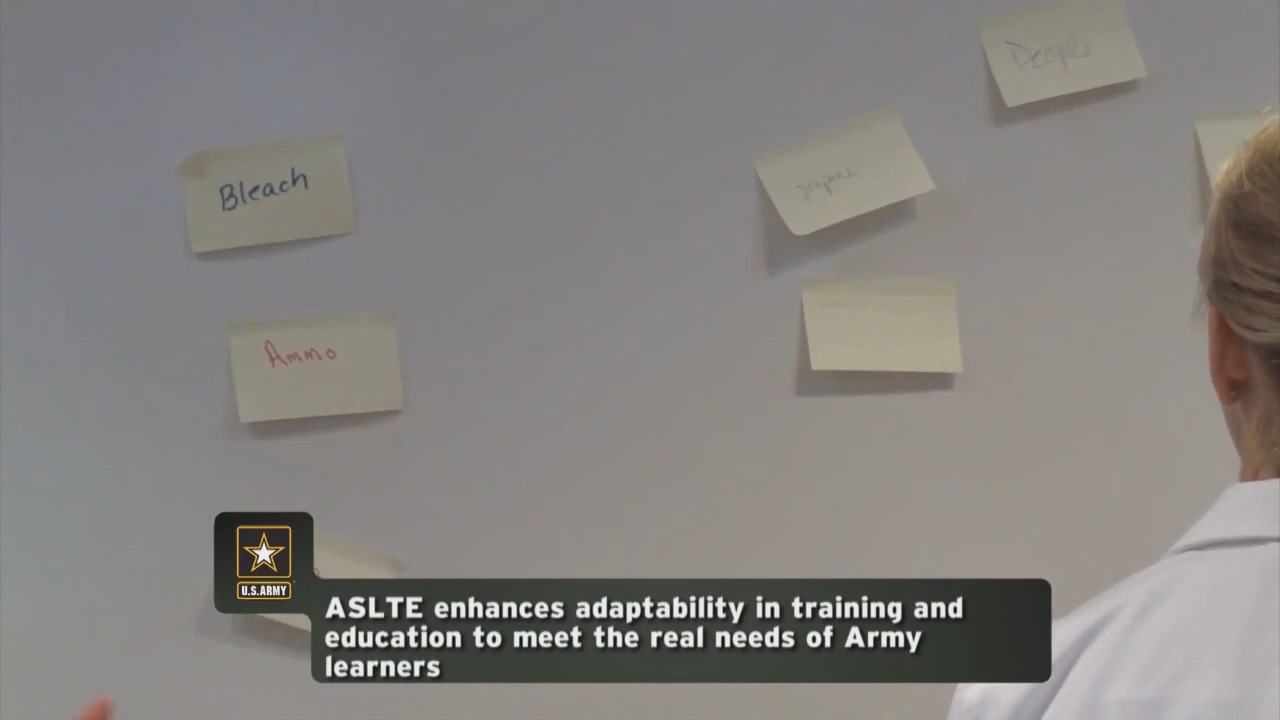 People
propane
Bleach
Ammo
U.S.ARMY
ASLTE enhances adaptability in training and
education to meet the real needs of Army
learners